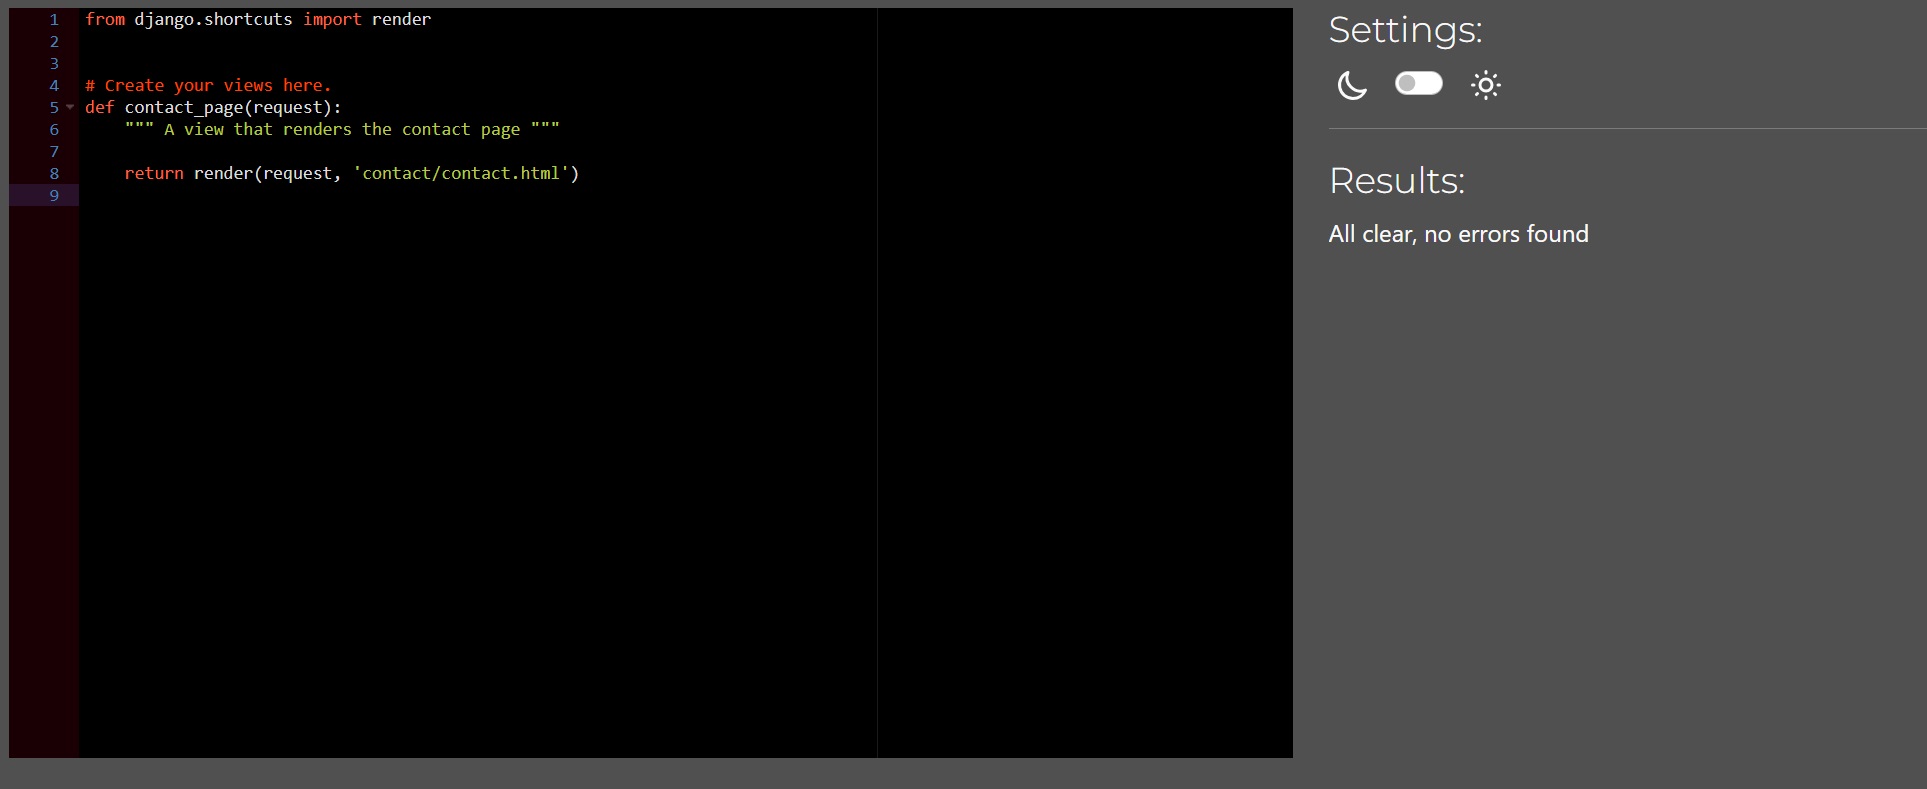 1 from django.shortcuts import render
2
3
4 # Create your views here.
5 def contact_page(request):
6     """ A view that renders the contact page """
7
8     return render(request, 'contact/contact.html')
9
Settings:
Results:
All clear, no errors found